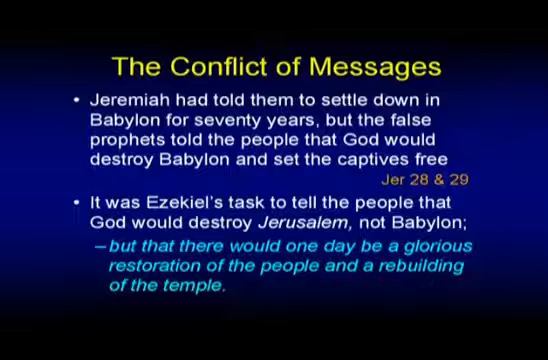 The Conflict of Messages
• Jeremiah had told them to settle down in
Babylon for seventy years, but the false
prophets told the people that God would
destroy Babylon and set the captives free
Jer 28 & 29
• It was Ezekiel's task to tell the people that
God would destroy Jerusalem, not Babylon;
– but that there would one day be a glorious
restoration of the people and a rebuilding
of the temple.